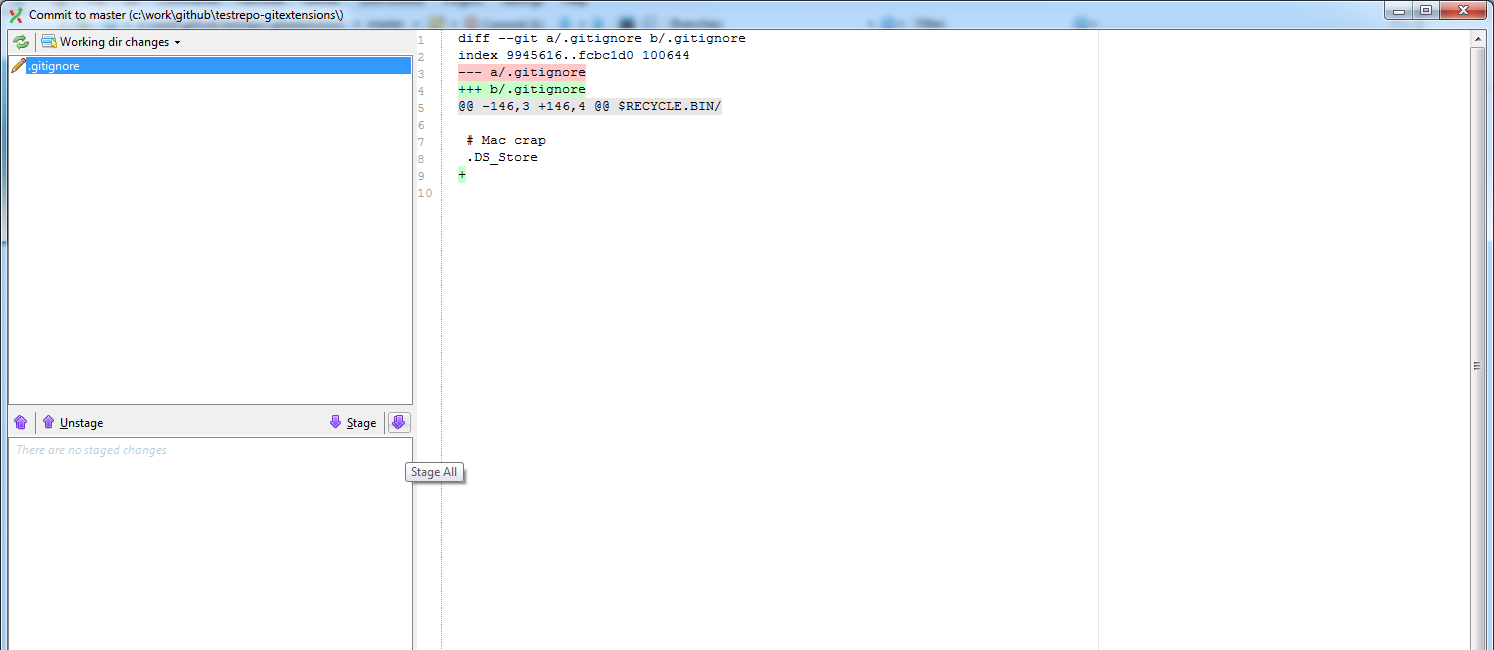 Commit to master (c:\work\github\testrepo-gitextensions\)
Working dir changes
.gitignore
1 diff --git a/.gitignore b/.gitignore
2 index 9945616..fcbc1d0 100644
3 --- a/.gitignore
4 +++ b/.gitignore
5 @@ -146,3 +146,4 @@ $RECYCLE.BIN/
6
7 # Mac crap
8 .DS_Store
9 +
10
Unstage
Stage
There are no staged changes
Stage All